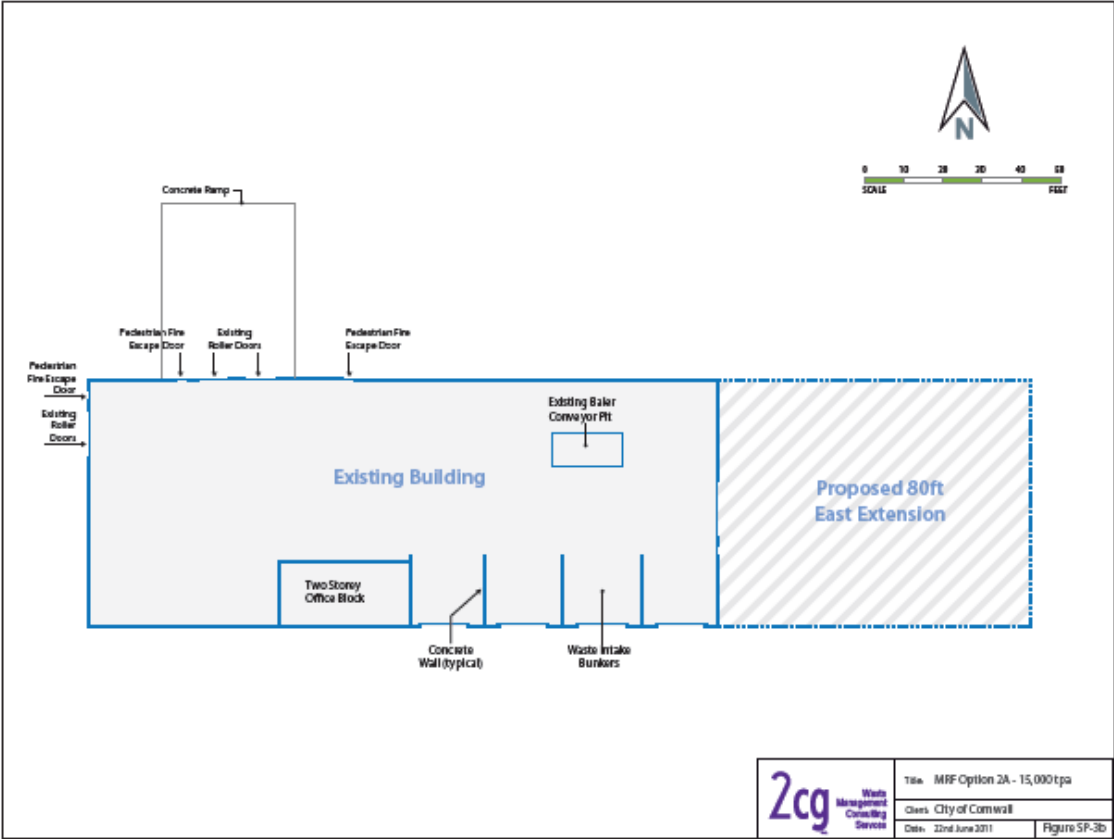 N
0 10 20 30 40 50
SCALE FEET
Concrete Ramp
Pedestrian Fire
Escape Door
Existing
Roller Doors
Pedestrian Fire
Escape Door
Pedestrian
Fire Escape
Door
Existing
Roller
Doors
Existing Baler
Conveyor Pit
Existing Building
Proposed 80ft
East Extension
Two Storey
Office Block
Concrete
Wall (typical)
Waste Intake
Bunkers
2cg
Waste
Management
Consulting
Services
Title: MRF Option 2A - 15,000 tpa
Client: City of Cornwall
Date: 22nd June 2011
Figure SP-3b